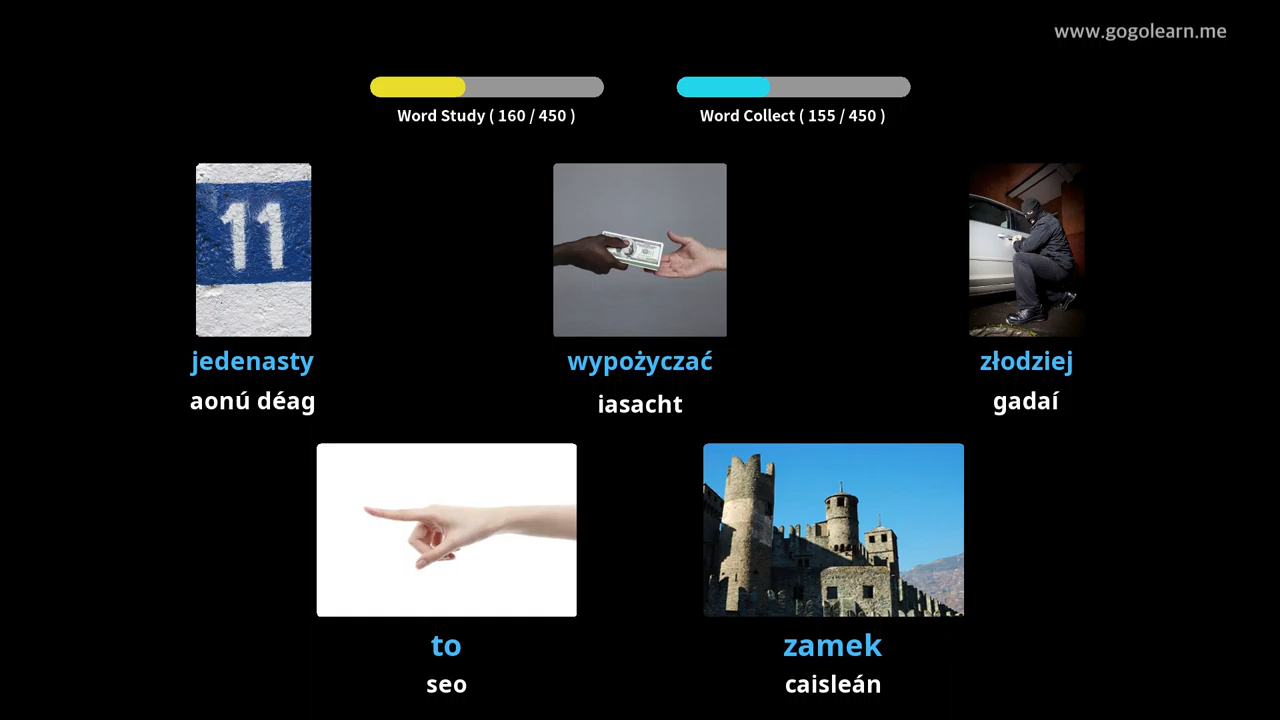 www.gogolearn.me
Word Study ( 160 / 450 )
Word Collect ( 155 / 450 )
11
jedenasty
aonú déag
wypożyczać
iasacht
złodziej
gadaí
to
seo
zamek
caisleán